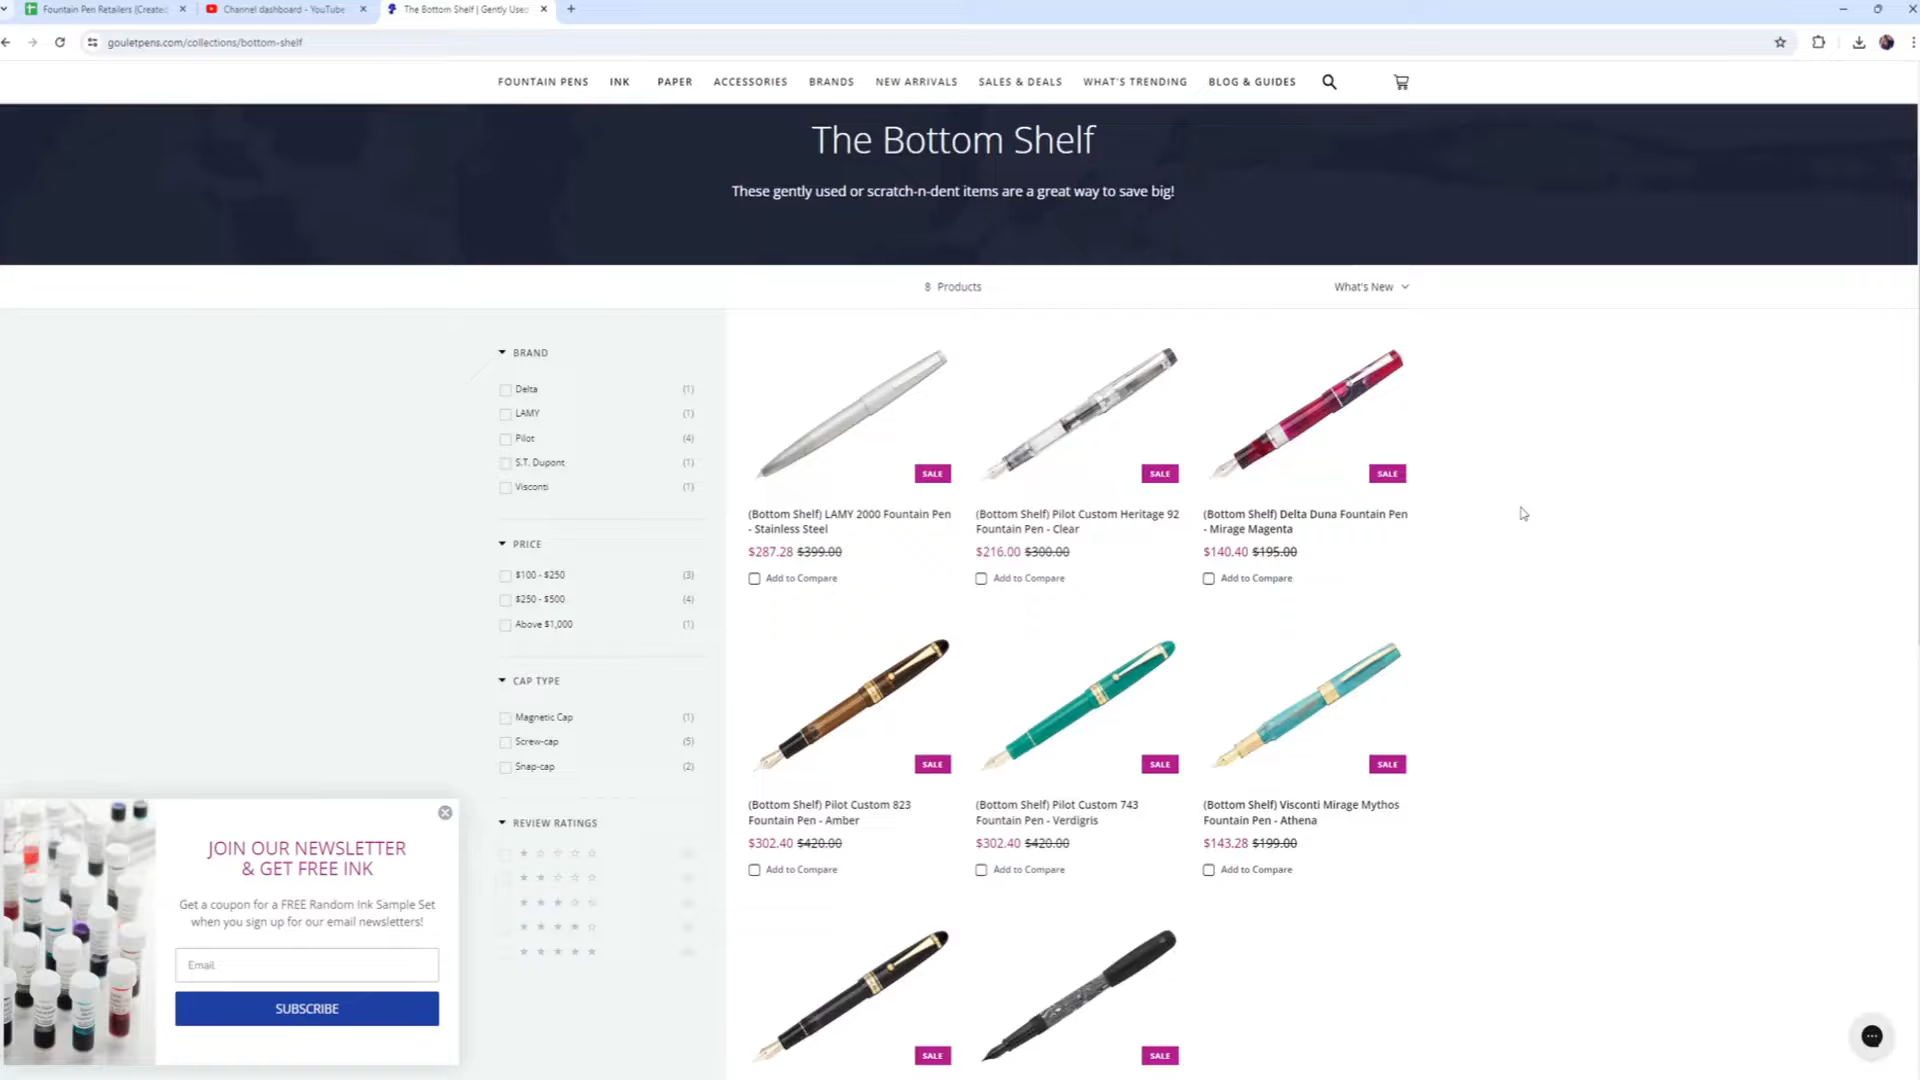 Fountain Pen Retailers (Create
Channel dashboard - YouTube
The Bottom Shelf | Gently Use
gouletpens.com/collections/bottom-shelf
FOUNTAIN PENS INK PAPER ACCESSORIES BRANDS NEW ARRIVALS SALES & DEALS WHAT'S TRENDING BLOG & GUIDES
The Bottom Shelf
These gently used or scratch-n-dent items are a great way to save big!
8 Products
What's New
BRAND
Delta (1)
LAMY (1)
Pilot (4)
S.T. Dupont (1)
Visconti (1)
PRICE
$100 - $250 (3)
$250 - $500 (4)
Above $1,000 (1)
CAP TYPE
Magnetic Cap (1)
Screw-cap (5)
Snap-cap (2)
REVIEW RATINGS
SALE
(Bottom Shelf) LAMY 2000 Fountain Pen
- Stainless Steel
$287.28 $399.00
Add to Compare
SALE
(Bottom Shelf) Pilot Custom Heritage 92
Fountain Pen - Clear
$216.00 $300.00
Add to Compare
SALE
(Bottom Shelf) Delta Duna Fountain Pen
- Mirage Magenta
$140.40 $195.00
Add to Compare
SALE
(Bottom Shelf) Pilot Custom 823
Fountain Pen - Amber
$302.40 $420.00
Add to Compare
SALE
(Bottom Shelf) Pilot Custom 743
Fountain Pen - Verdigris
$302.40 $420.00
Add to Compare
SALE
(Bottom Shelf) Visconti Mirage Mythos
Fountain Pen - Athena
$143.28 $199.00
Add to Compare
SALE
SALE
JOIN OUR NEWSLETTER
& GET FREE INK
Get a coupon for a FREE Random Ink Sample Set
when you sign up for our email newsletters!
Email
SUBSCRIBE